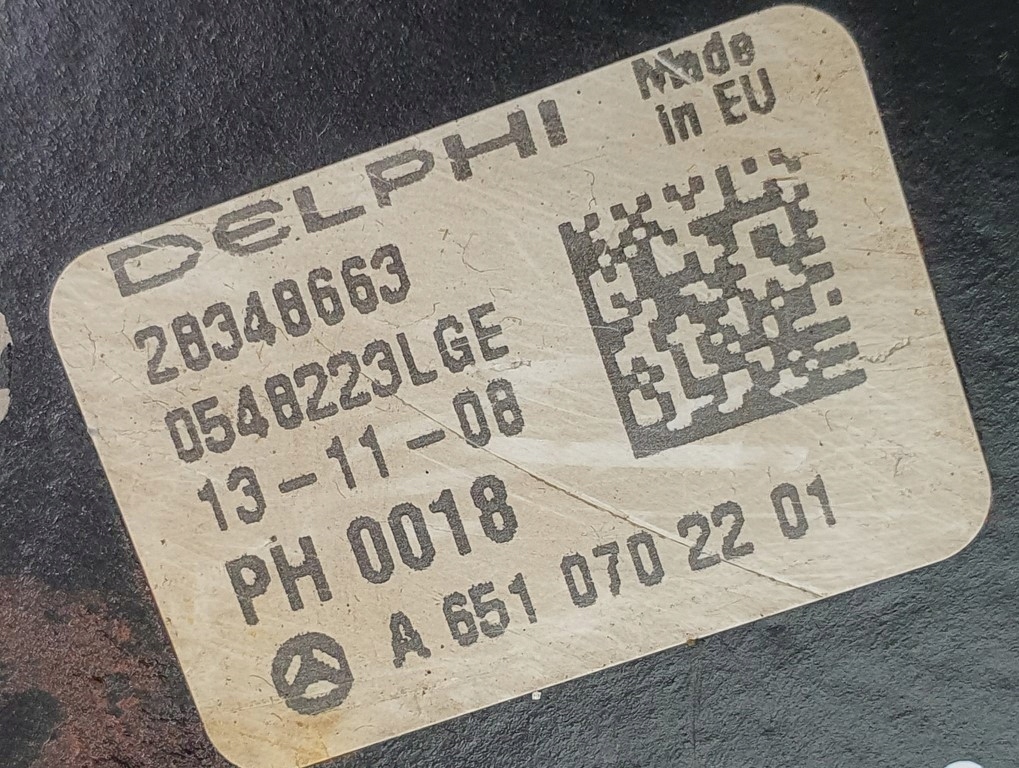 DELPHI
Made
in EU
28348663
0548223LGE
13-11-08
PH 0018
A 651 070 22 01